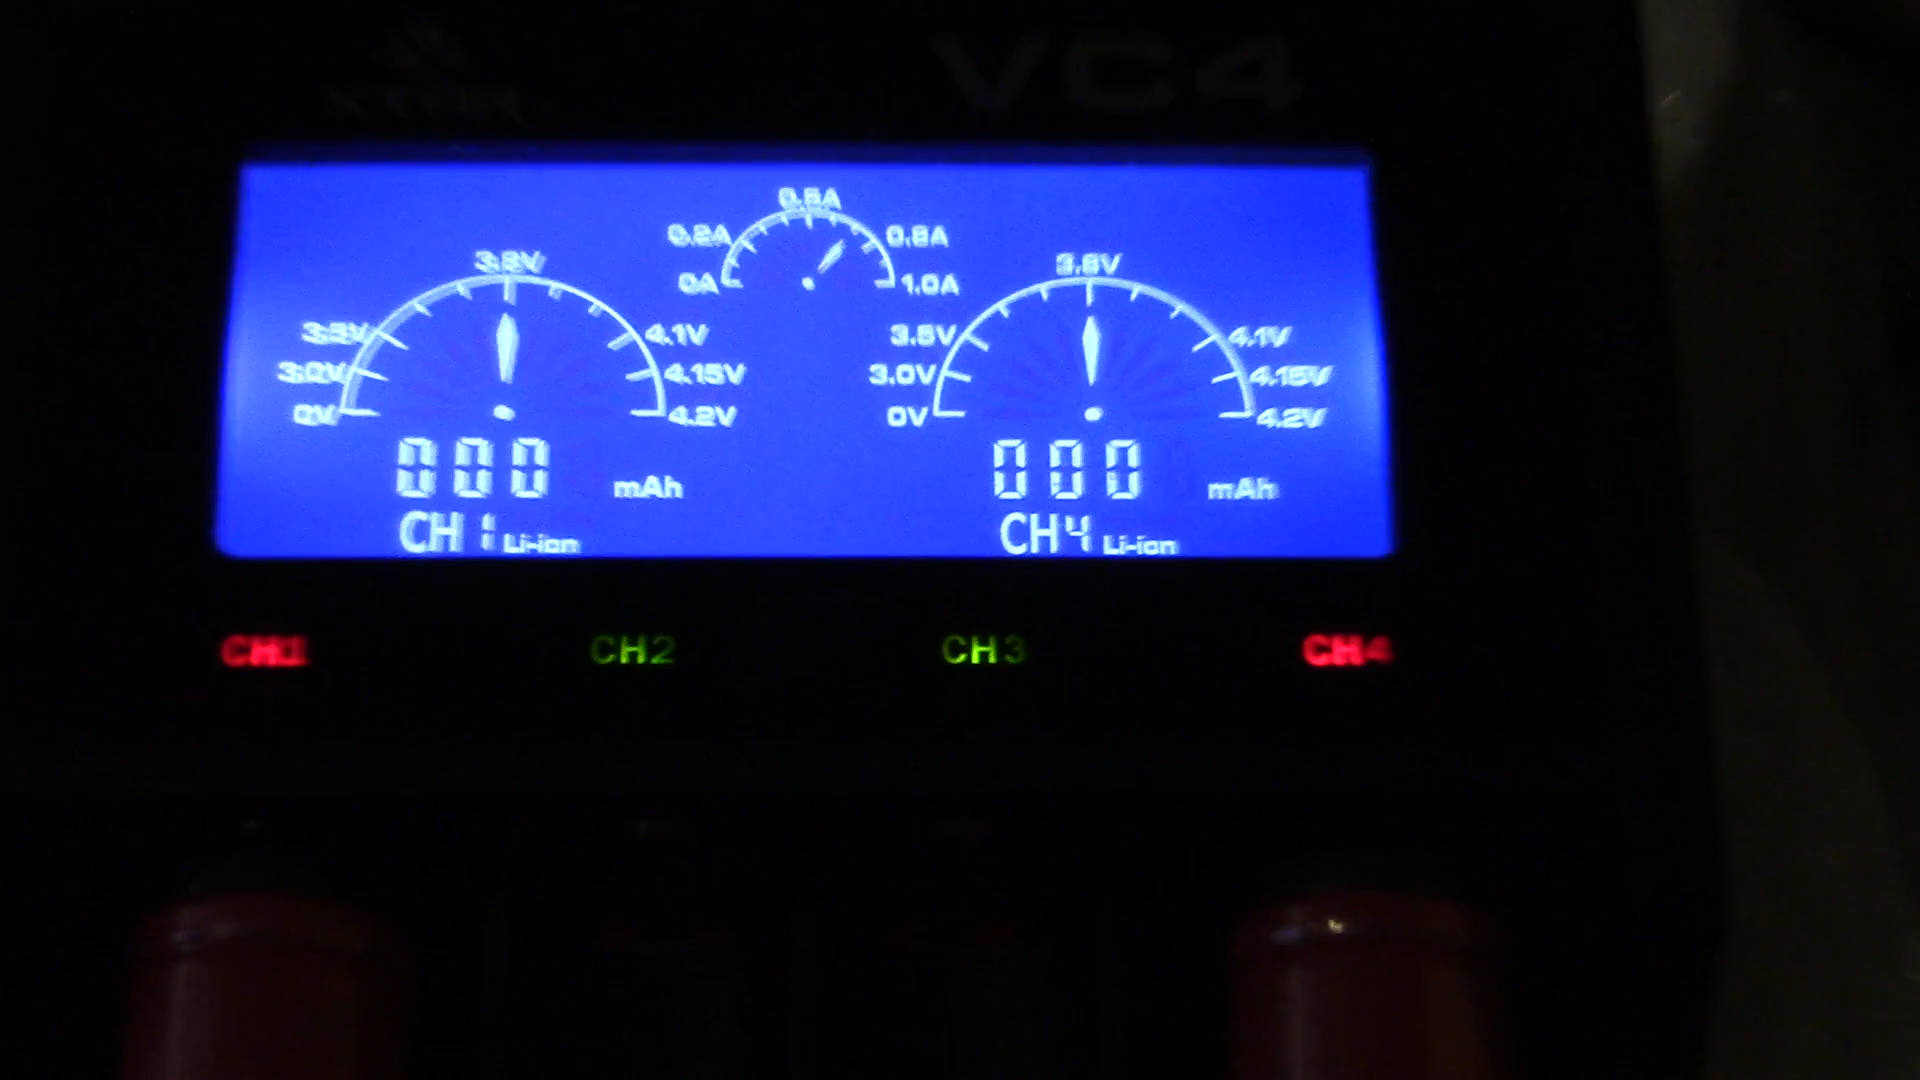 XTAR VC4
0.5A
0.2A 0.8A
0A 1.0A
3.8V 3.8V
3.5V 4.1V 3.5V 4.1V
3.0V 4.15V 3.0V 4.15V
0V 4.2V 0V 4.2V
000 mAh 000 mAh
CH1 Li-ion CH4 Li-ion
CH1 CH2 CH3 CH4